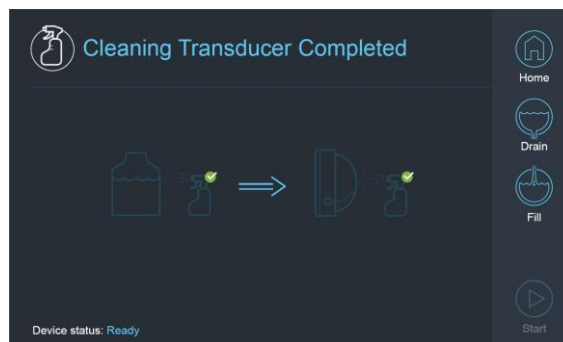 Cleaning Transducer Completed
Home
Drain
Fill
Device status: Ready
Start